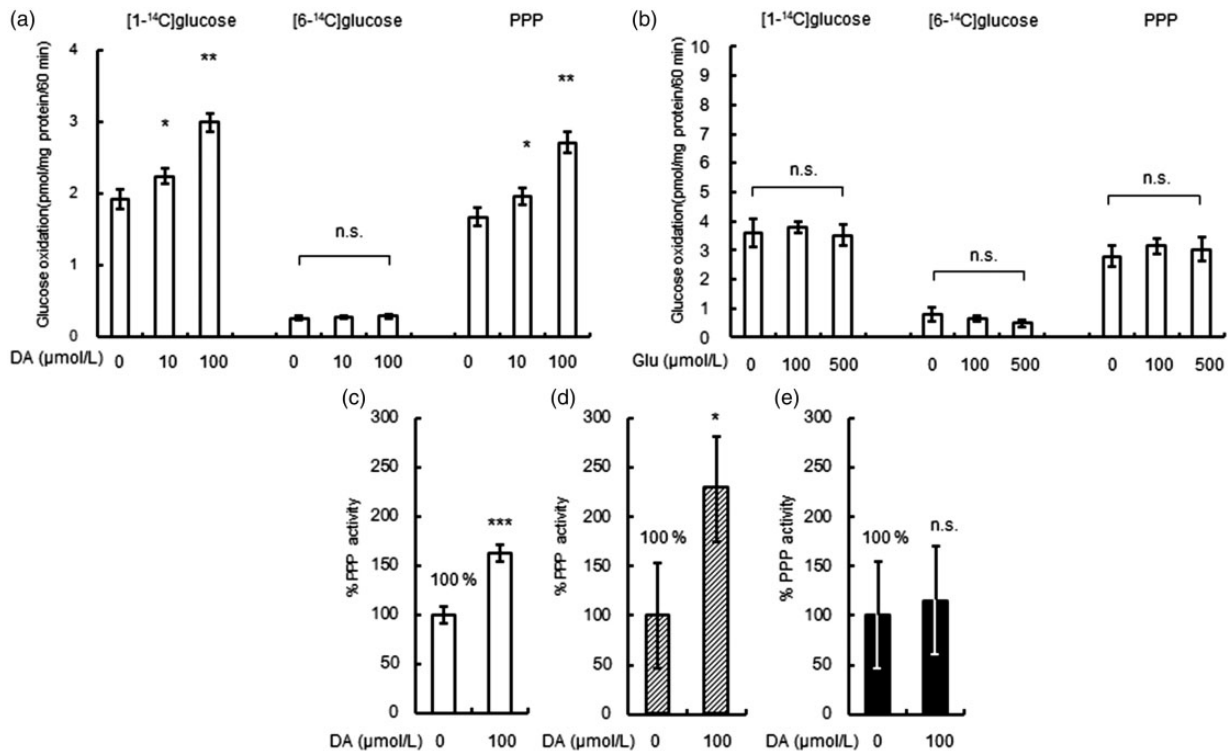 (a)
[1-¹⁴C]glucose [6-¹⁴C]glucose PPP
Glucose oxidation(pmol/mg protein/60 min)
4
3
2
1
0
* ** n.s. * **
DA (µmol/L) 0 10 100 0 10 100 0 10 100
(b)
[1-¹⁴C]glucose [6-¹⁴C]glucose PPP
Glucose oxidation(pmol/mg protein/60 min)
10
9
8
7
6
5
4
3
2
1
0
n.s. n.s. n.s.
Glu (µmol/L) 0 100 500 0 100 500 0 100 500
(c)
% PPP activity
300
250
200
150
100
50
0
100 % ***
DA (µmol/L) 0 100
(d)
% PPP activity
300
250
200
150
100
50
0
100 % *
DA (µmol/L) 0 100
(e)
% PPP activity
300
250
200
150
100
50
0
100 % n.s.
DA (µmol/L) 0 100